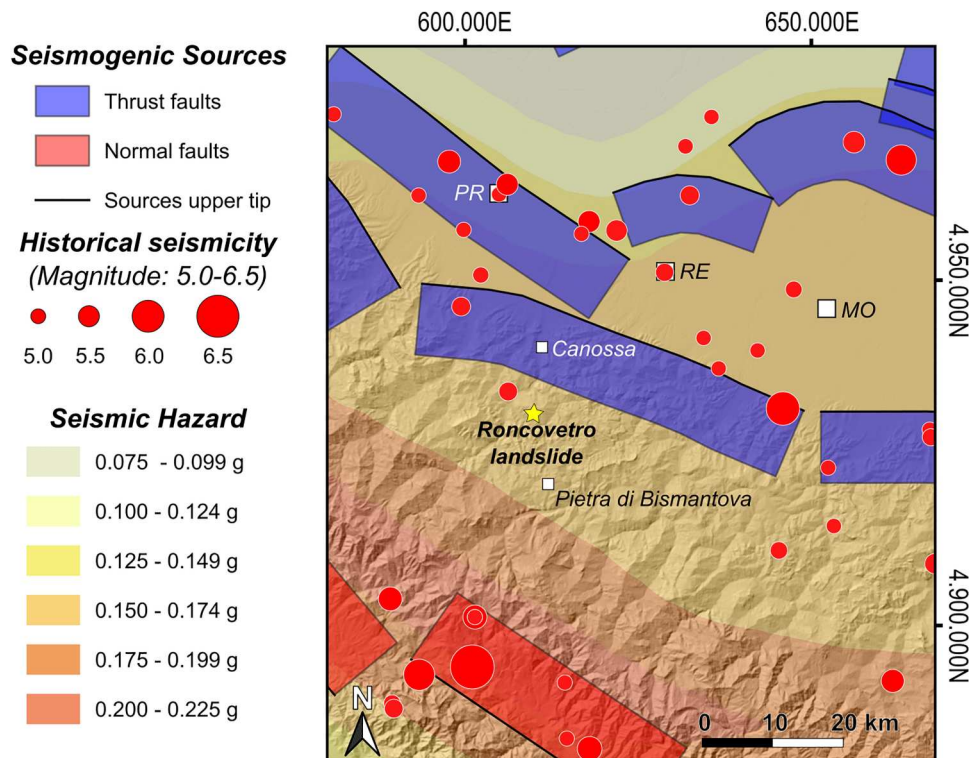 600.000E
650.000E
Seismogenic Sources
Thrust faults
Normal faults
Sources upper tip
Historical seismicity
(Magnitude: 5.0-6.5)
5.0 5.5 6.0 6.5
Seismic Hazard
0.075 - 0.099 g
0.100 - 0.124 g
0.125 - 0.149 g
0.150 - 0.174 g
0.175 - 0.199 g
0.200 - 0.225 g
PR
RE
MO
Canossa
Roncovetro
landslide
Pietra di Bismantova
4.950.000N
4.900.000N
N
0 10 20 km